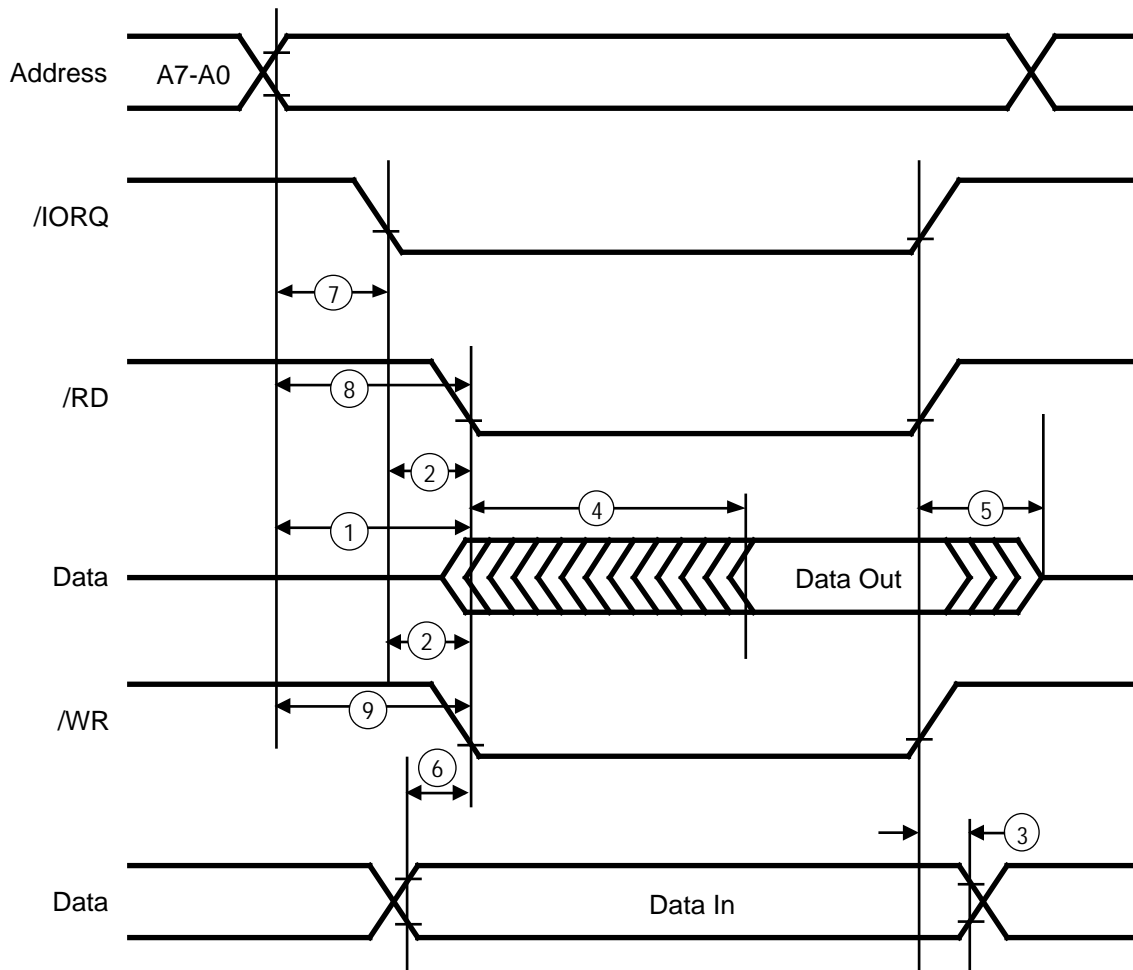 Address
A7-A0
/IORQ
7
/RD
8
2
4
5
1
Data
Data Out
2
/WR
9
6
3
Data
Data In